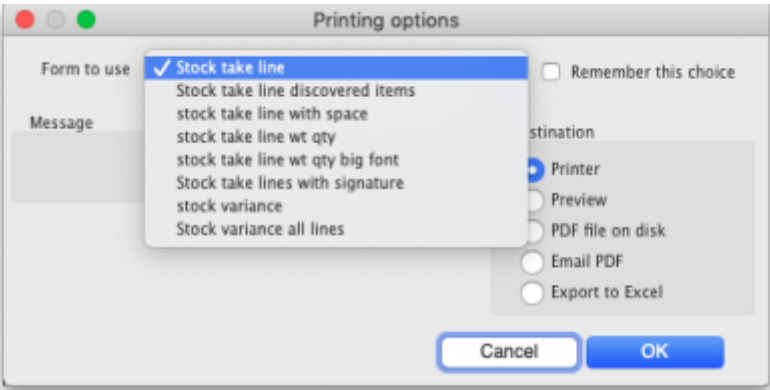 Printing options
Form to use
✓ Stock take line
Stock take line discovered items
stock take line with space
stock take line wt qty
stock take line wt qty big font
Stock take lines with signature
stock variance
Stock variance all lines
Remember this choice
Message
stination
Printer
Preview
PDF file on disk
Email PDF
Export to Excel
Cancel
OK